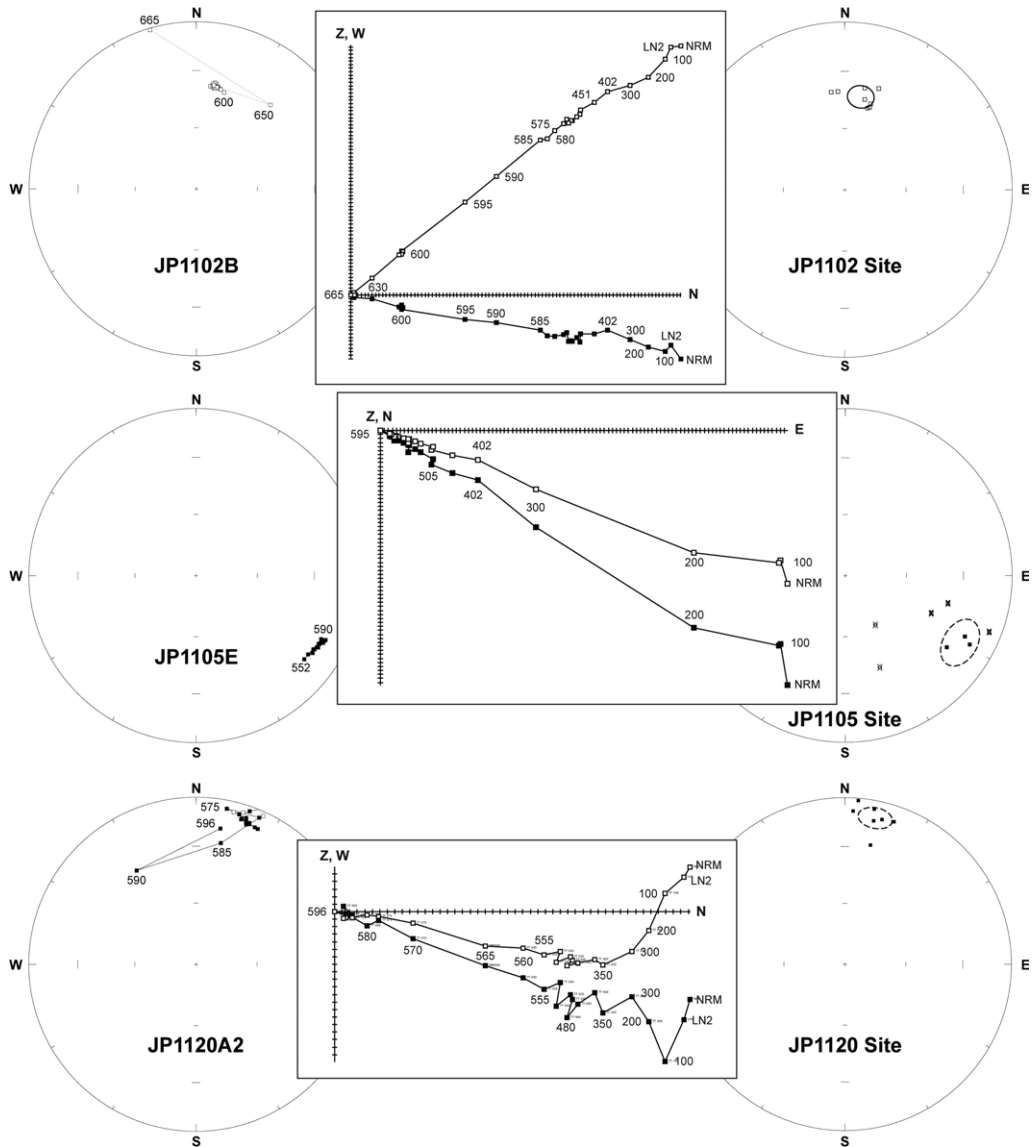 N
665
600
650
W
JP1102B
S
Z, W
LN2
NRM
100
200
402
300
451
575
585
580
590
595
600
630
665
N
600
595
590
585
402
300
LN2
200
100
NRM
N
E
JP1102 Site
S
W
590
552
JP1105E
S
Z, N
595
E
402
505
402
300
200
100
NRM
200
100
NRM
E
JP1105 Site
S
N
575
596
585
590
W
JP1120A2
S
Z, W
NRM
LN2
100
596
N
580
570
565
560
555
200
300
350
555
480
350
300
200
NRM
LN2
100
N
E
JP1120 Site
S